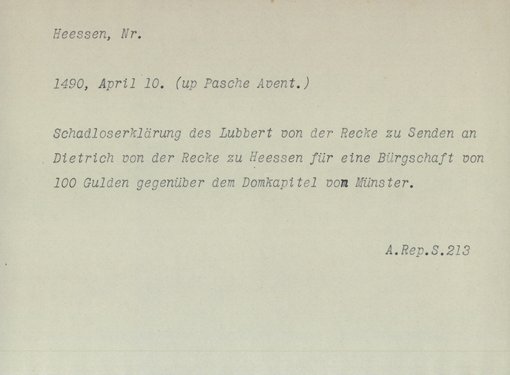 Heessen, Nr.
1490, April 10. (up Pasche Avent.)
Schadloserklärung des Lubbert von der Recke zu Senden an
Dietrich von der Recke zu Heessen für eine Bürgschaft von
100 Gulden gegenüber dem Domkapitel von Münster.
A.Rep.S.213